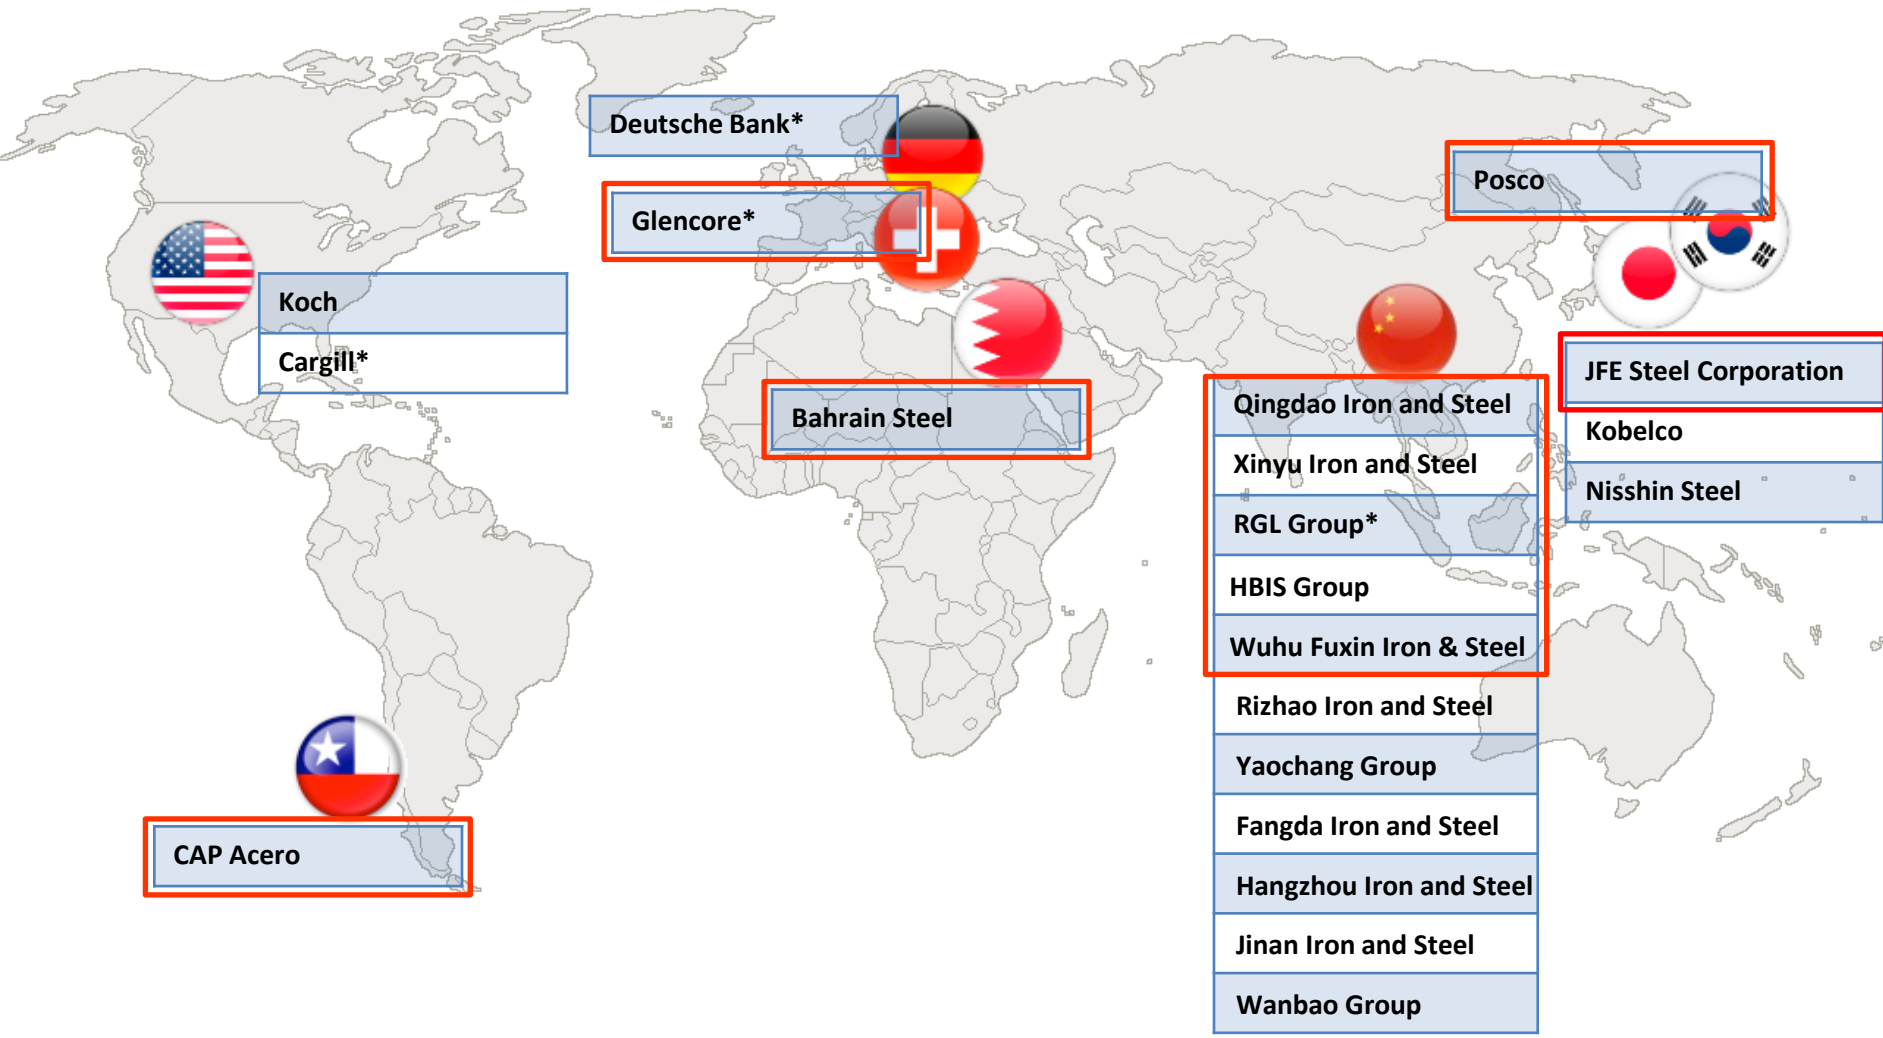 Deutsche Bank*
Glencore*
Posco
Koch
Cargill*
Bahrain Steel
JFE Steel Corporation
Kobelco
Nisshin Steel
Qingdao Iron and Steel
Xinyu Iron and Steel
RGL Group*
HBIS Group
Wuhu Fuxin Iron & Steel
Rizhao Iron and Steel
Yaochang Group
Fangda Iron and Steel
Hangzhou Iron and Steel
Jinan Iron and Steel
Wanbao Group
CAP Acero